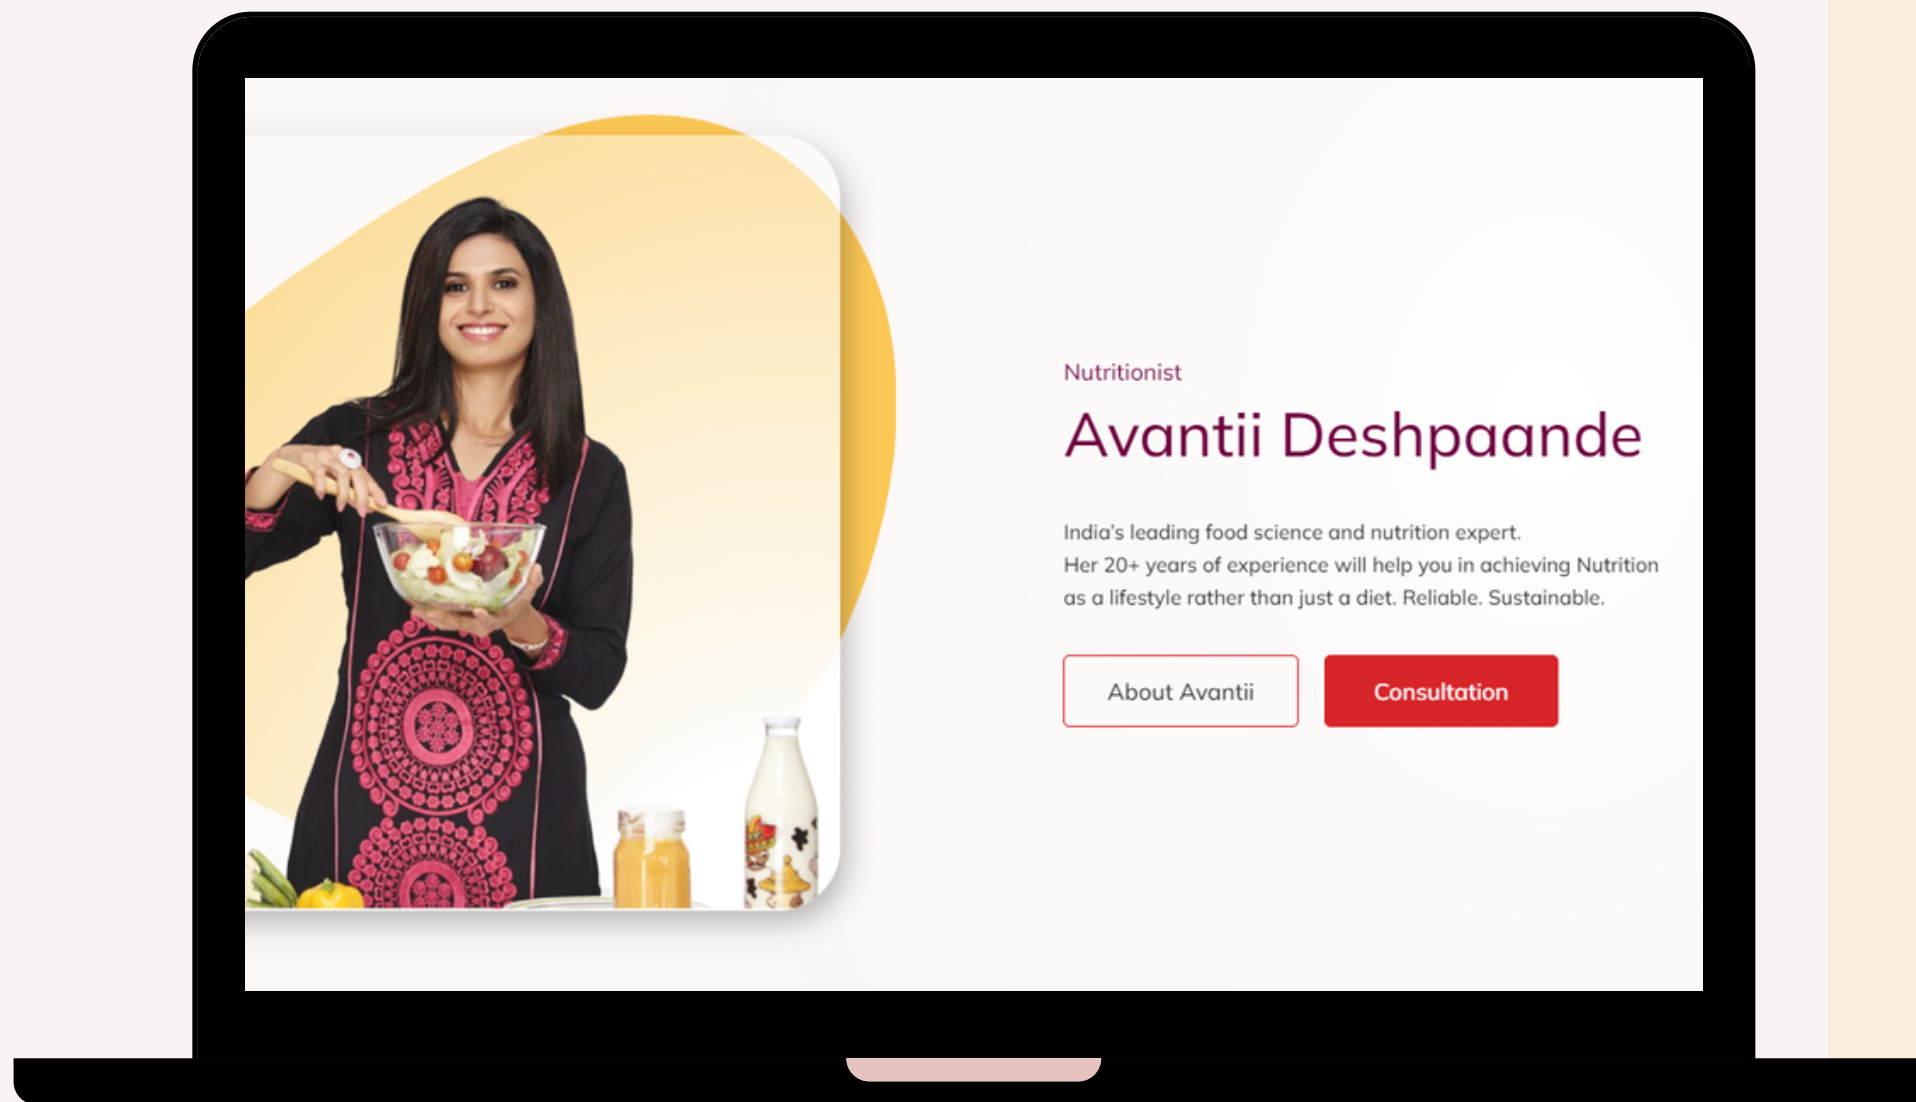 Nutritionist
Avantii Deshpaande
India’s leading food science and nutrition expert.
Her 20+ years of experience will help you in achieving Nutrition
as a lifestyle rather than just a diet. Reliable. Sustainable.
About Avantii
Consultation